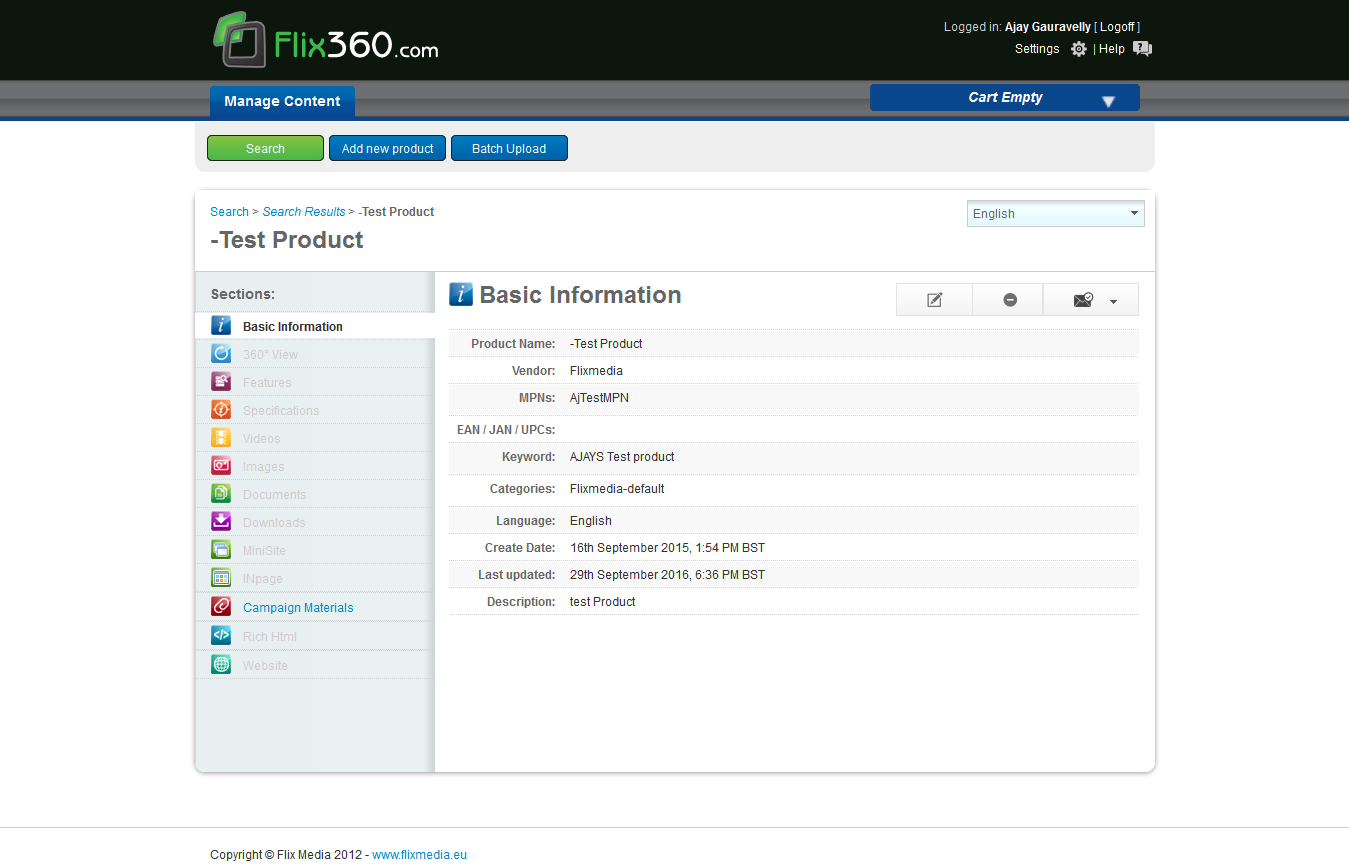 Flix360.com
Logged in: Ajay Gauravelly [ Logoff ]
Settings | Help
Manage Content
Cart Empty
Search Add new product Batch Upload
Search > Search Results > -Test Product
English
-Test Product
Sections:
Basic Information
360° View
Features
Specifications
Videos
Images
Documents
Downloads
MiniSite
INpage
Campaign Materials
Rich Html
Website
Basic Information
Product Name: -Test Product
Vendor: Flixmedia
MPNs: AjTestMPN
EAN / JAN / UPCs:
Keyword: AJAYS Test product
Categories: Flixmedia-default
Language: English
Create Date: 16th September 2015, 1:54 PM BST
Last updated: 29th September 2016, 6:36 PM BST
Description: test Product
Copyright © Flix Media 2012 - www.flixmedia.eu